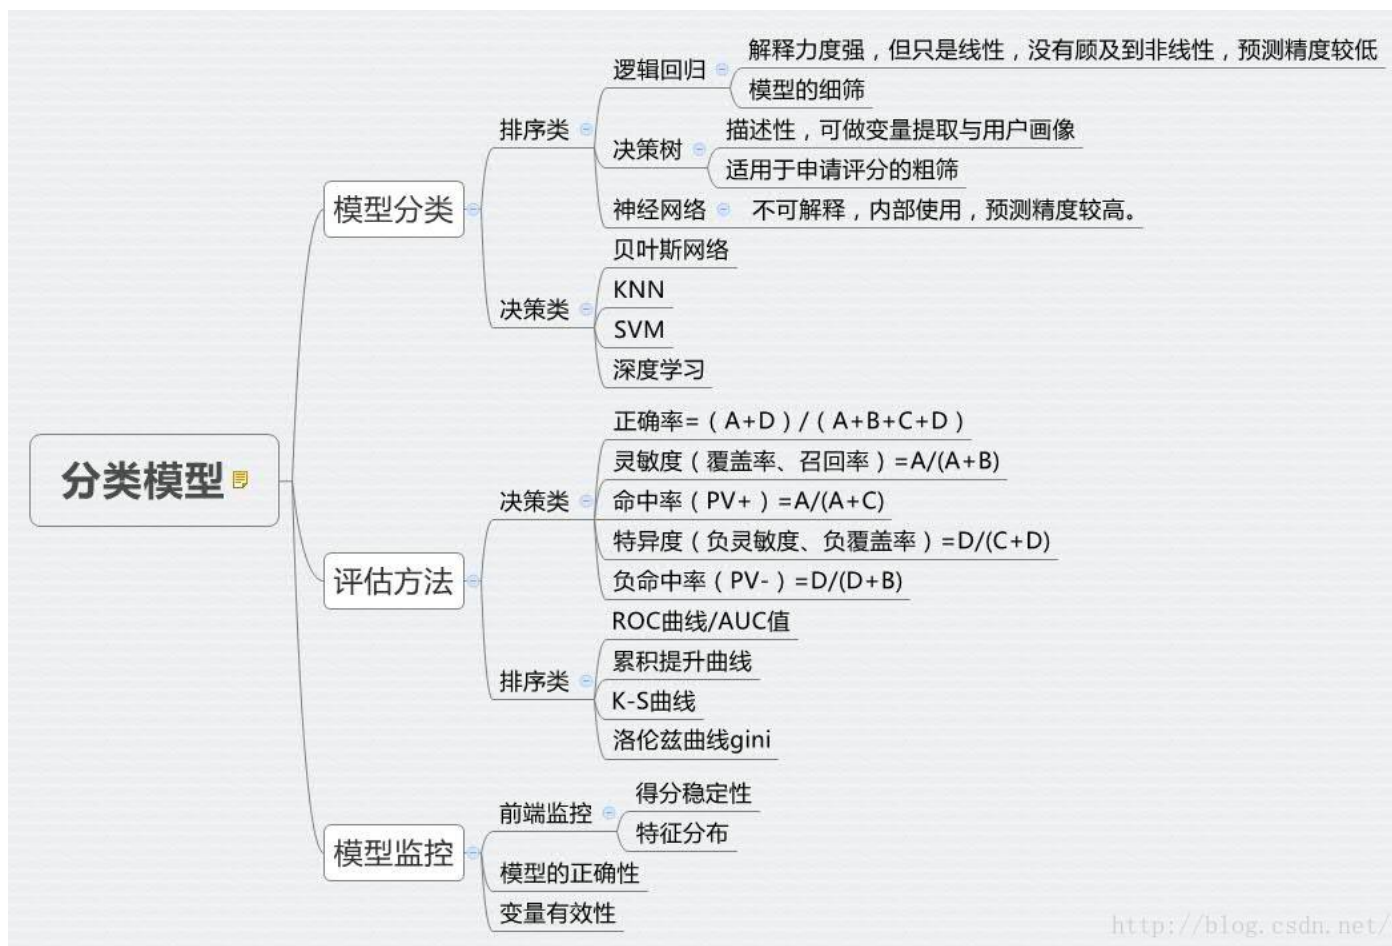 分类模型
模型分类
排序类
逻辑回归
解释力度强，但只是线性，没有顾及到非线性，预测精度较低
模型的细筛
决策树
描述性，可做变量提取与用户画像
适用于申请评分的粗筛
神经网络
不可解释，内部使用，预测精度较高。
决策类
贝叶斯网络
KNN
SVM
深度学习
评估方法
决策类
正确率=（A+D）/（A+B+C+D）
灵敏度（覆盖率、召回率）=A/(A+B)
命中率（PV+）=A/(A+C)
特异度（负灵敏度、负覆盖率）=D/(C+D)
负命中率（PV-）=D/(D+B)
排序类
ROC曲线/AUC值
累积提升曲线
K-S曲线
洛伦兹曲线gini
模型监控
前端监控
得分稳定性
特征分布
模型的正确性
变量有效性
http://blog.csdn.net/